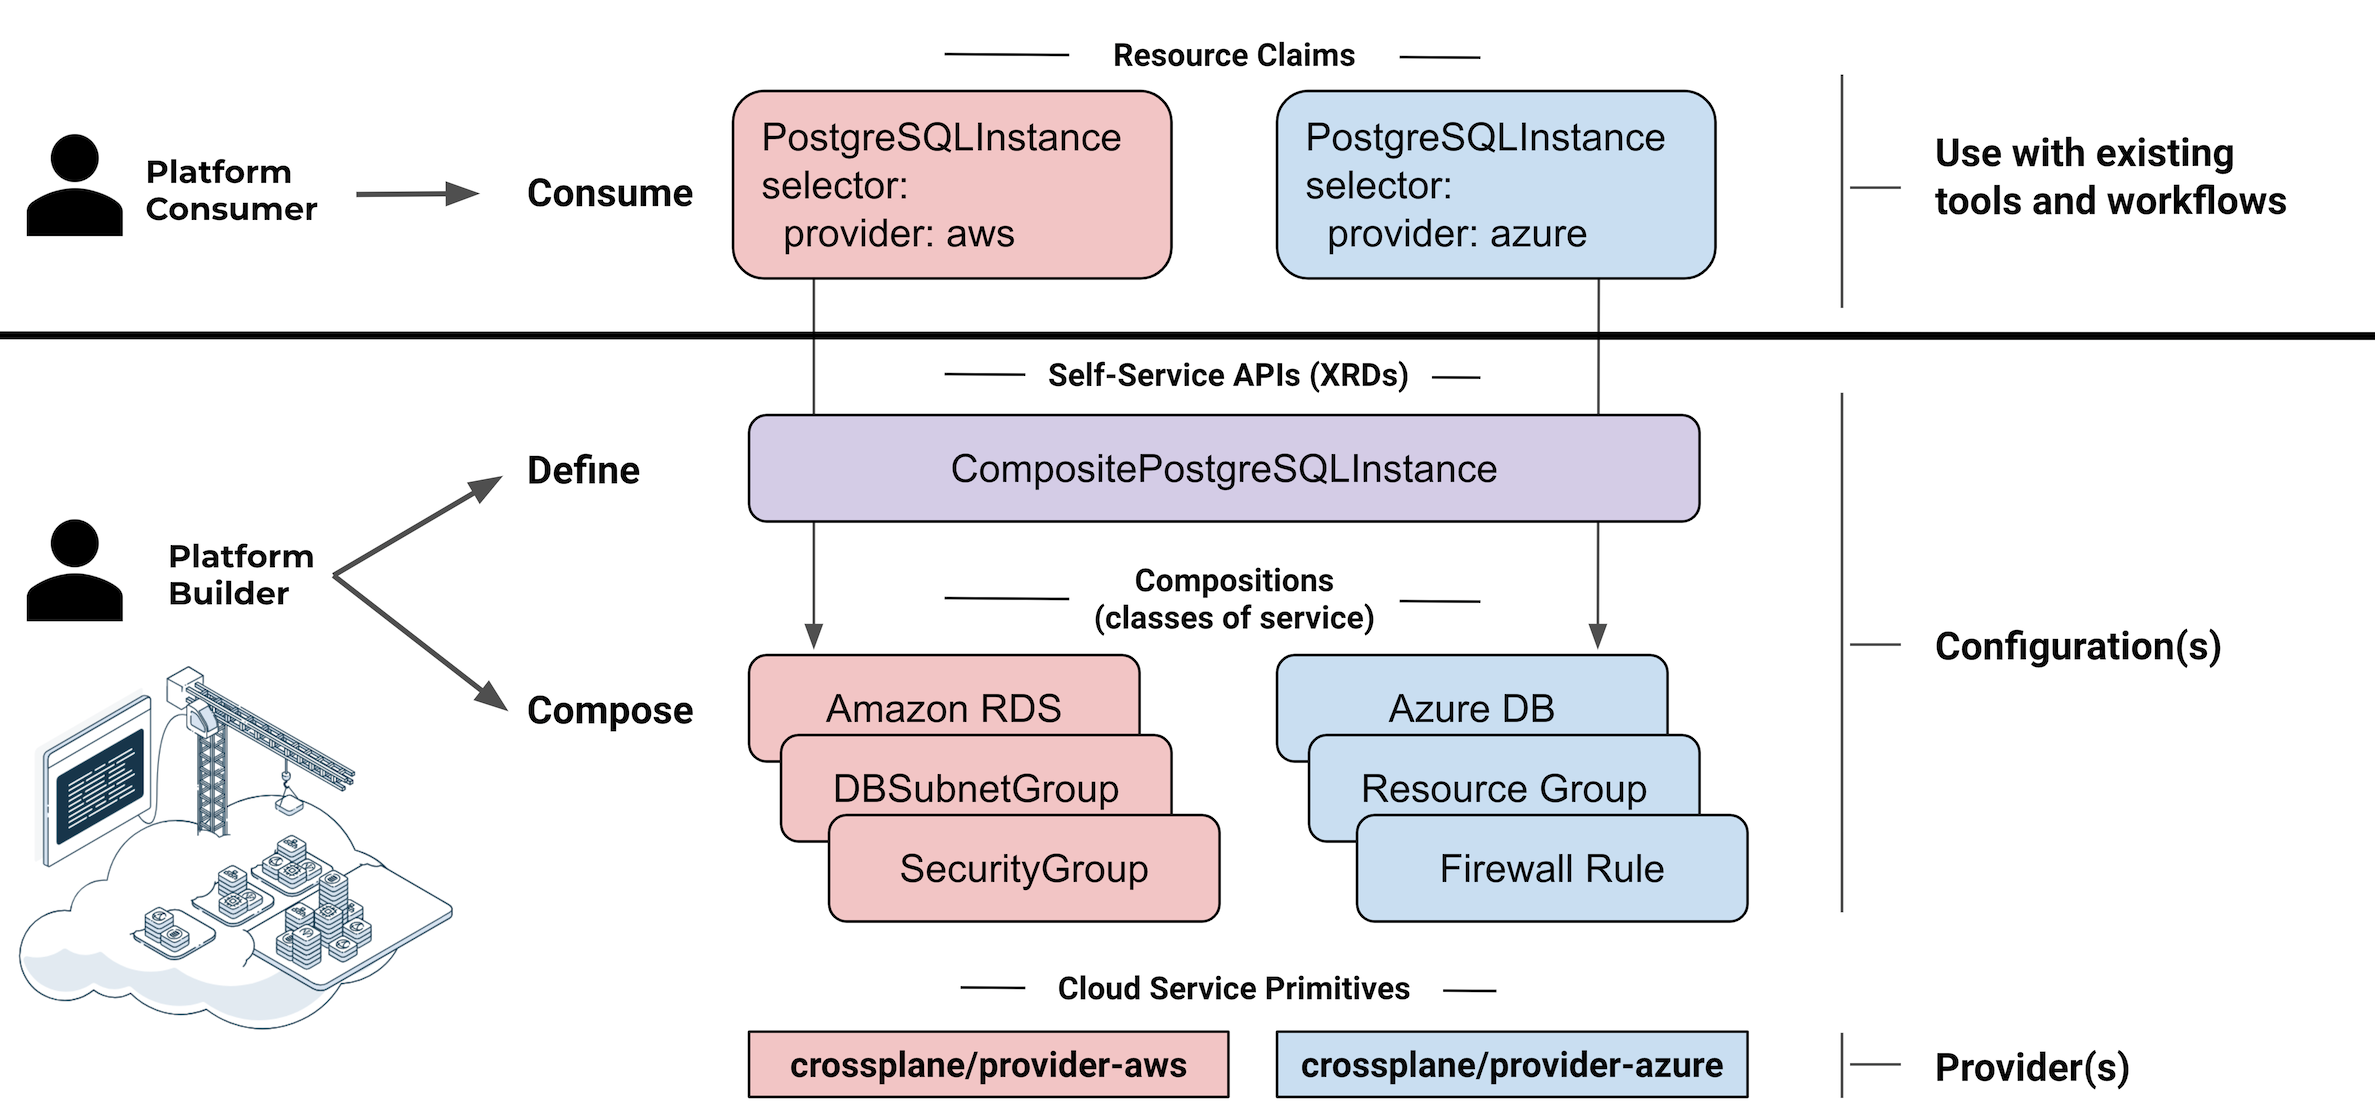 Resource Claims
Platform
Consumer
Consume
PostgreSQLInstance
selector:
provider: aws
PostgreSQLInstance
selector:
provider: azure
Use with existing
tools and workflows
Self-Service APIs (XRDs)
Define
CompositePostgreSQLInstance
Platform
Builder
Compositions
(classes of service)
Configuration(s)
Compose
Amazon RDS
DBSubnetGroup
SecurityGroup
Azure DB
Resource Group
Firewall Rule
Cloud Service Primitives
crossplane/provider-aws
crossplane/provider-azure
Provider(s)